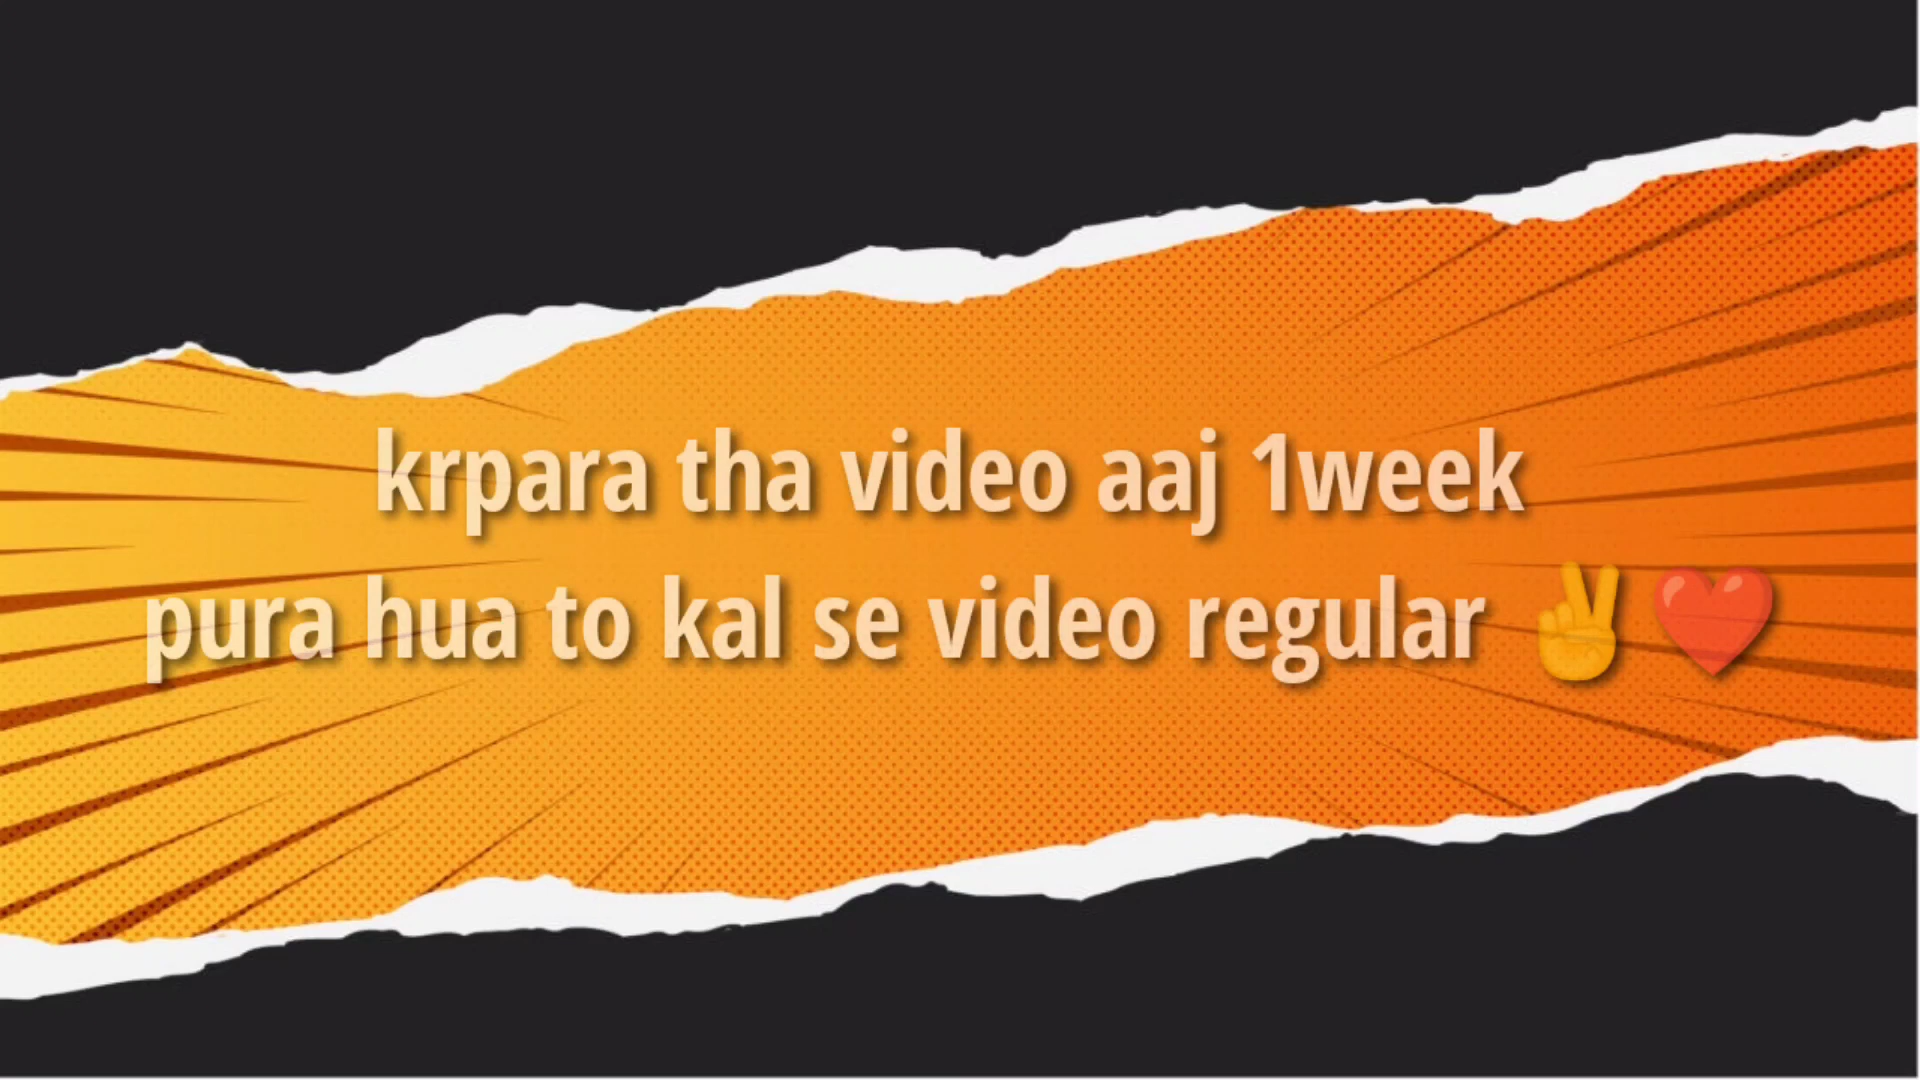 krpara tha video aaj 1week
pura hua to kal se video regular ✌❤